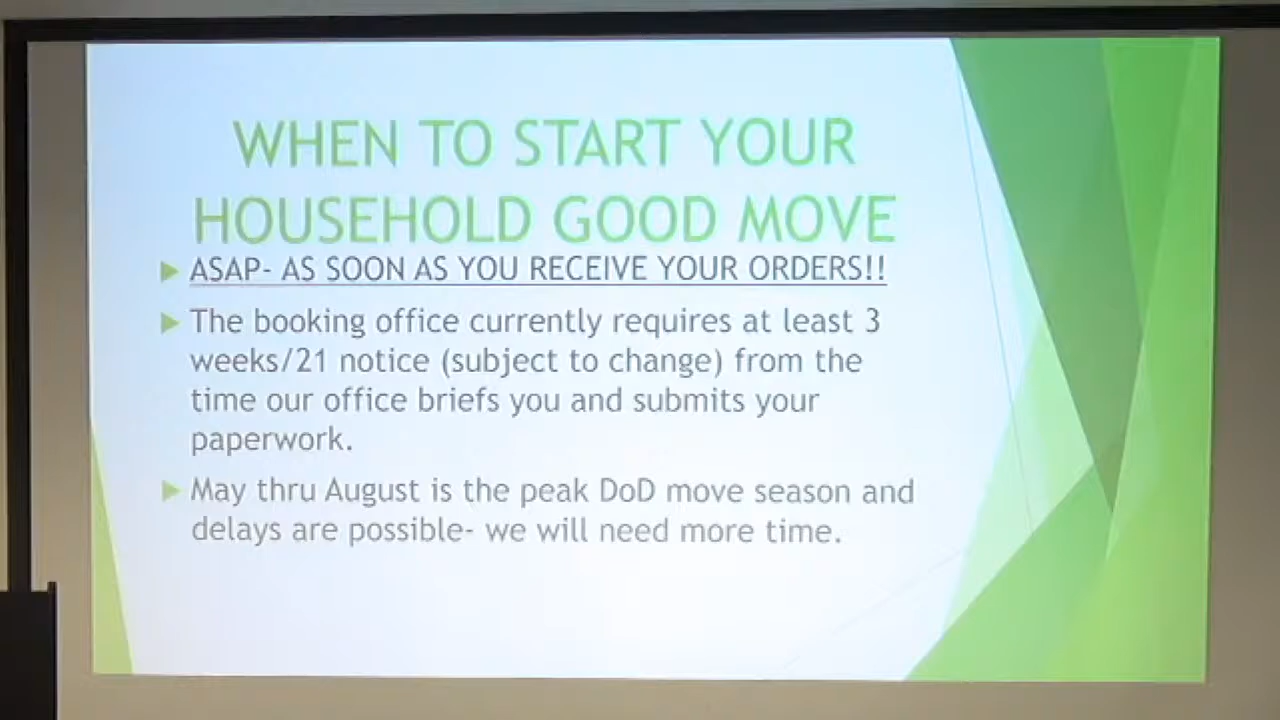 WHEN TO START YOUR
HOUSEHOLD GOOD MOVE
ASAP- AS SOON AS YOU RECEIVE YOUR ORDERS!!
The booking office currently requires at least 3
weeks/21 notice (subject to change) from the
time our office briefs you and submits your
paperwork.
May thru August is the peak DoD move season and
delays are possible- we will need more time.